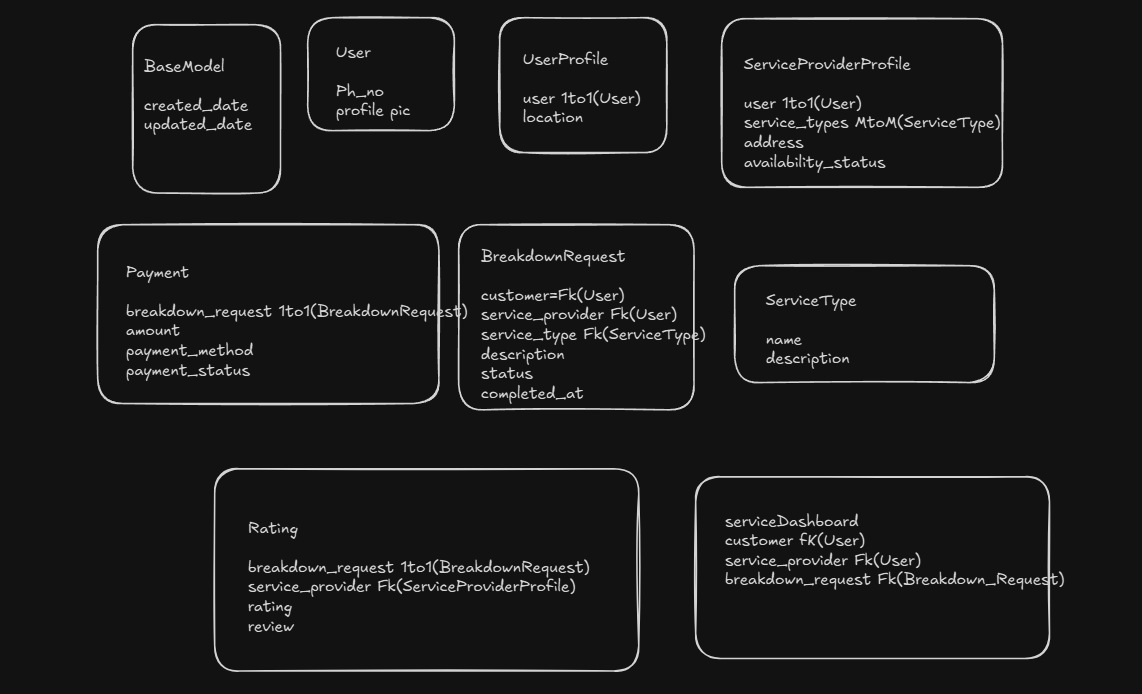 BaseModel
created_date
updated_date
User
Ph_no
profile pic
UserProfile
user 1to1(User)
location
ServiceProviderProfile
user 1to1(User)
service_types MtoM(ServiceType)
address
availability_status
Payment
breakdown_request 1to1(BreakdownRequest)
amount
payment_method
payment_status
BreakdownRequest
customer=Fk(User)
service_provider Fk(User)
service_type Fk(ServiceType)
description
status
completed_at
ServiceType
name
description
Rating
breakdown_request 1to1(BreakdownRequest)
service_provider Fk(ServiceProviderProfile)
rating
review
serviceDashboard
customer fK(User)
service_provider Fk(User)
breakdown_request Fk(Breakdown_Request)